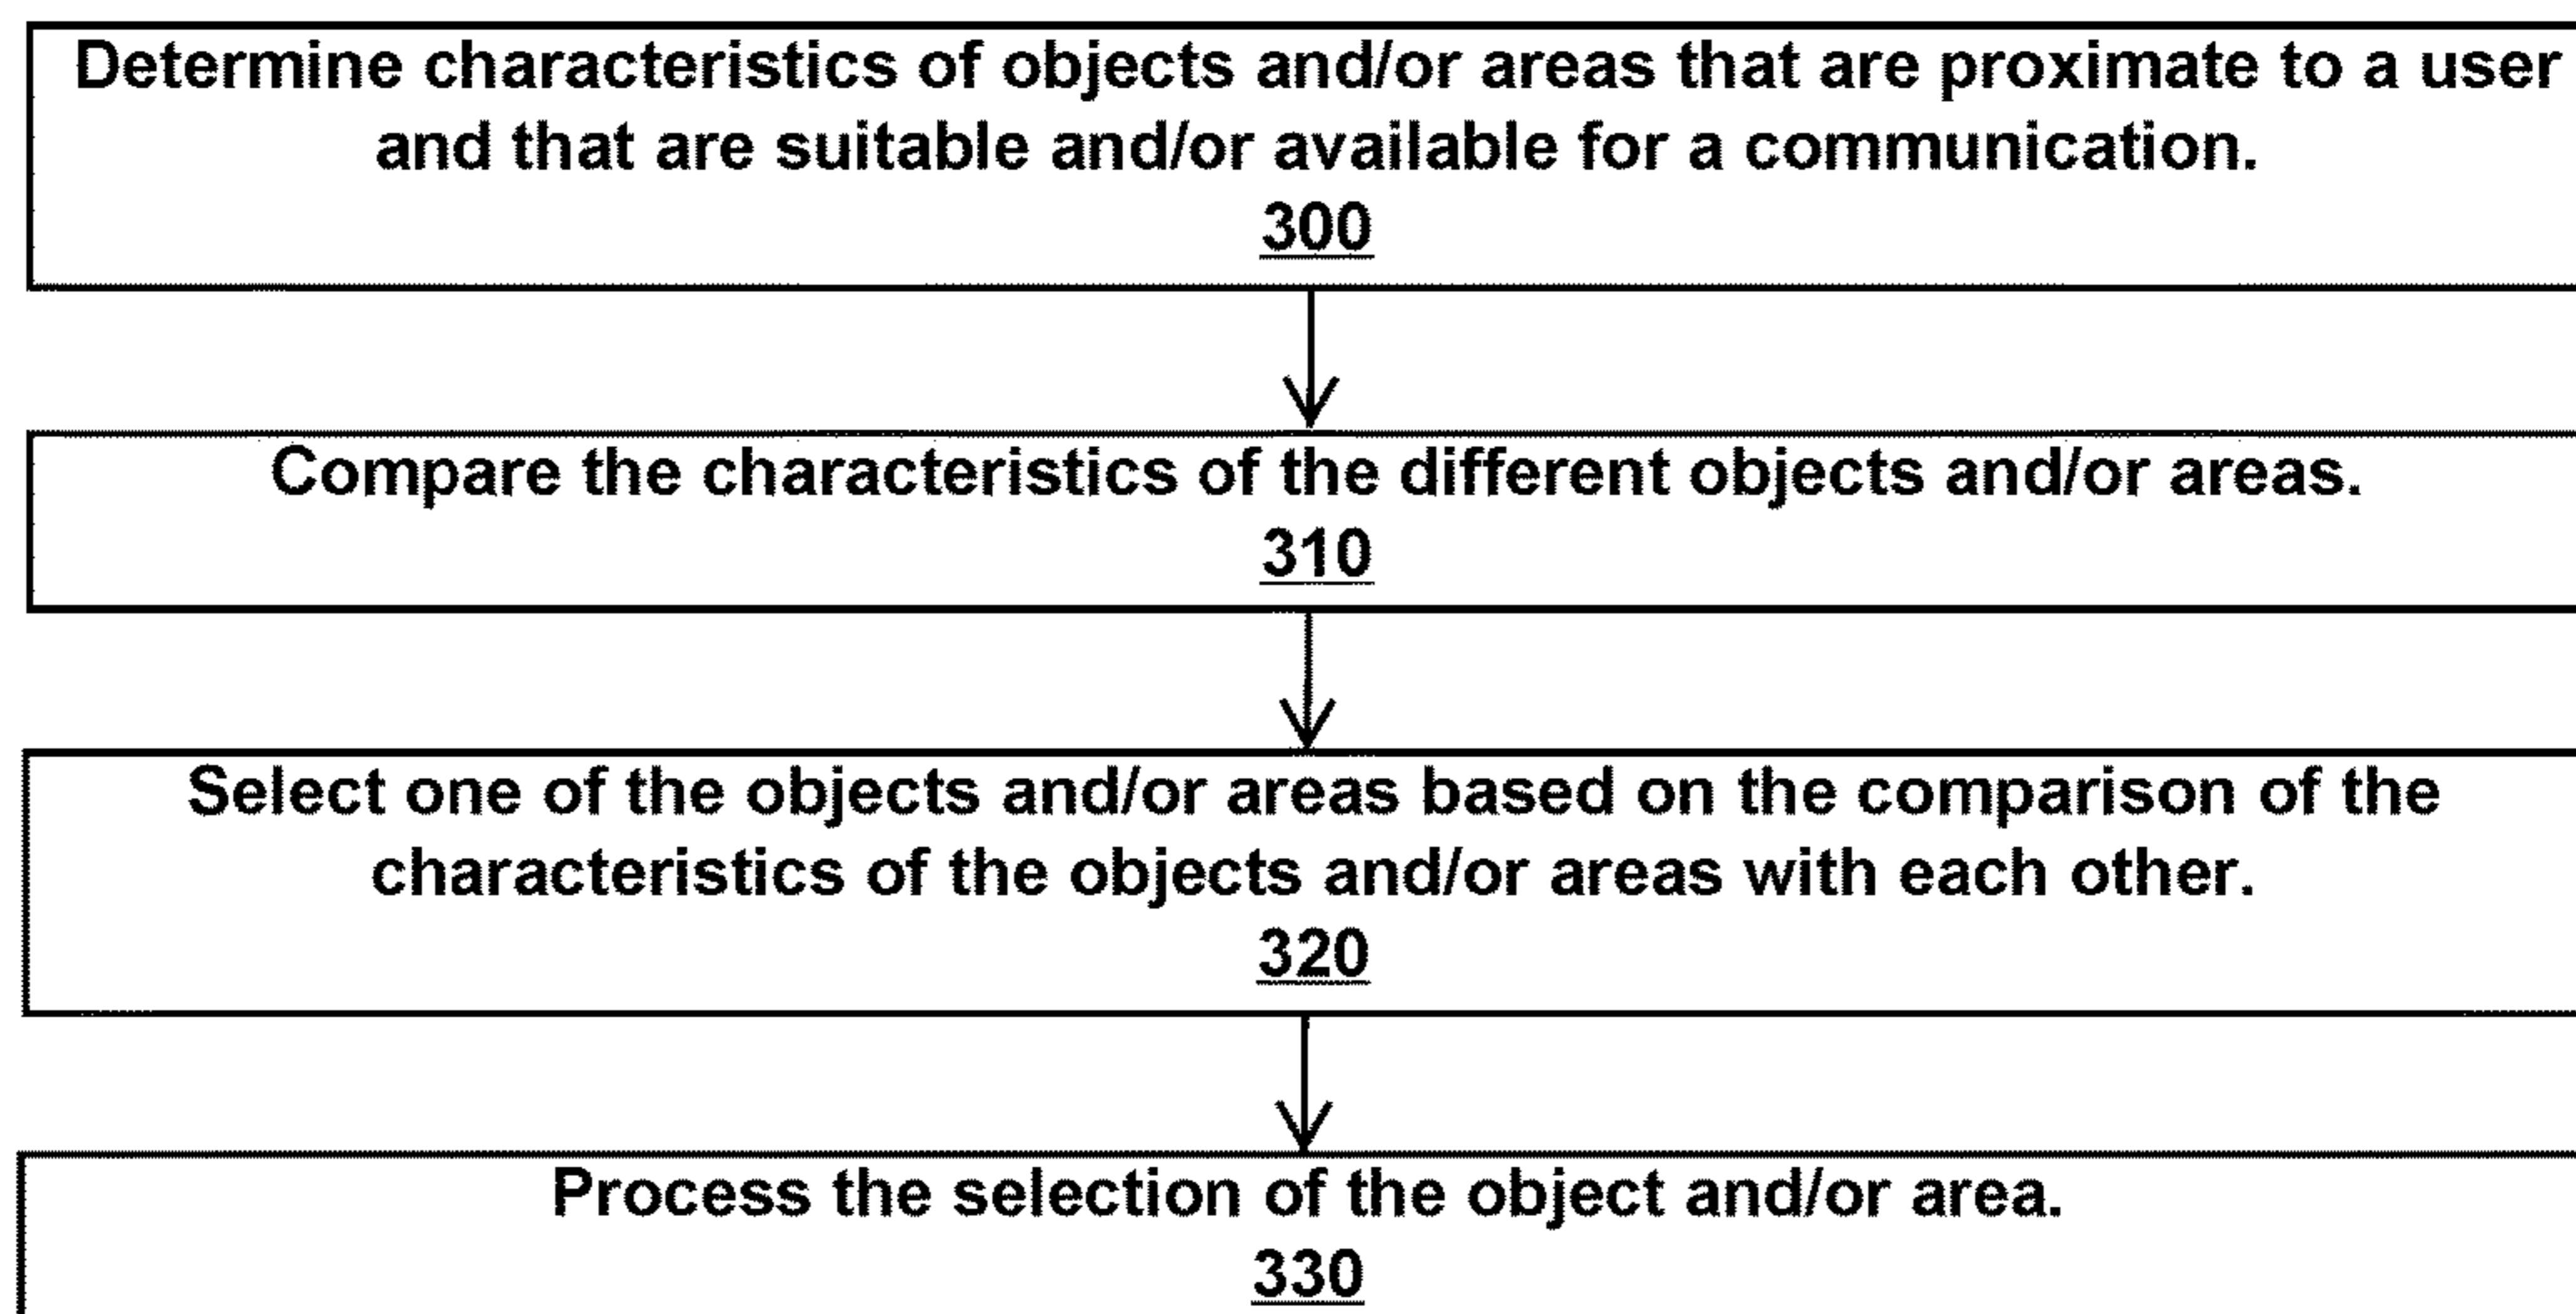 Determine characteristics of objects and/or areas that are proximate to a user
and that are suitable and/or available for a communication.
300
Compare the characteristics of the different objects and/or areas.
310
Select one of the objects and/or areas based on the comparison of the
characteristics of the objects and/or areas with each other.
320
Process the selection of the object and/or area.
330